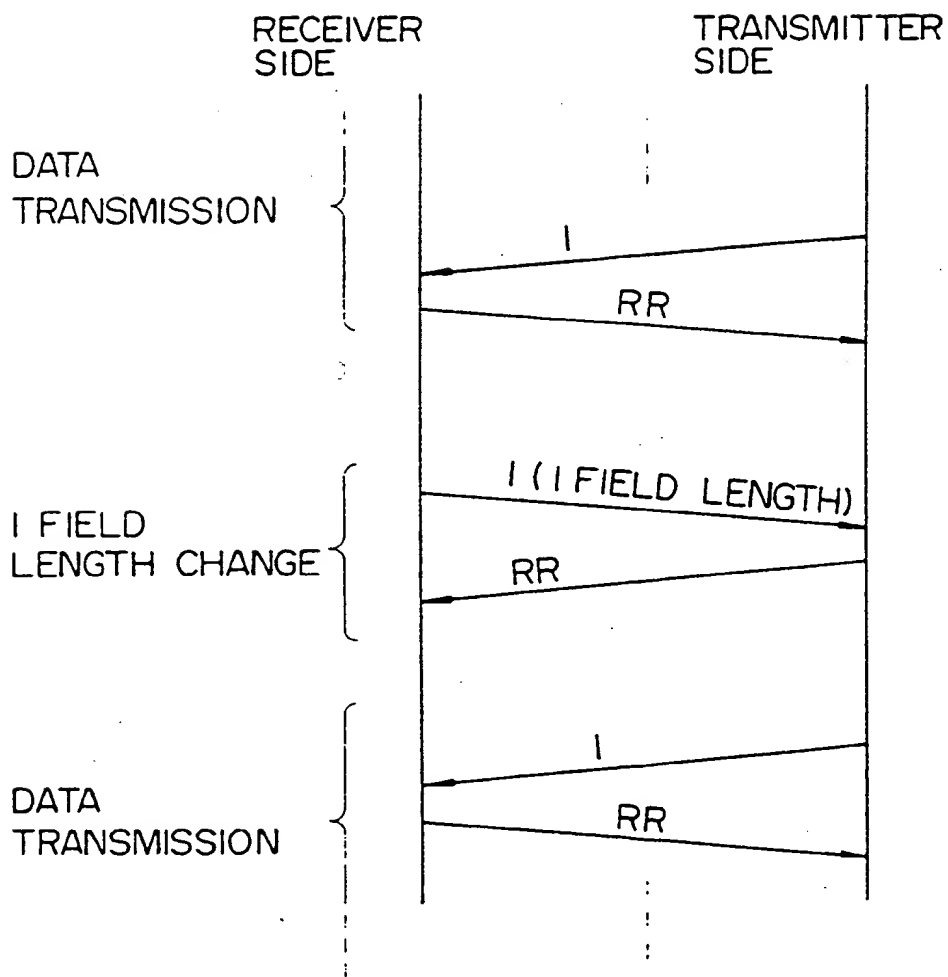 RECEIVER
SIDE
TRANSMITTER
SIDE
DATA
TRANSMISSION
I
RR
I (I FIELD LENGTH)
I FIELD
LENGTH CHANGE
RR
I
DATA
TRANSMISSION
RR